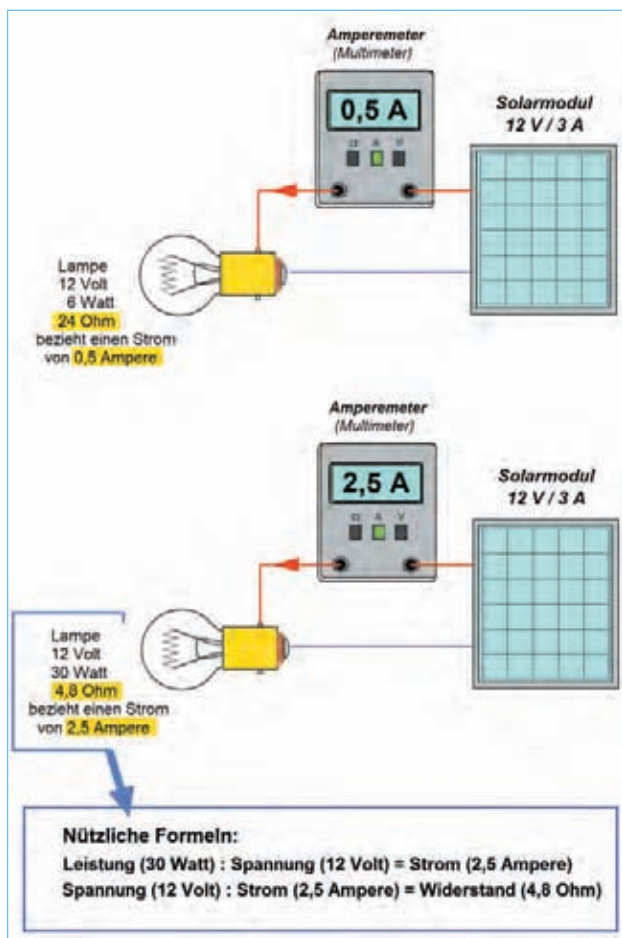 Amperemeter
(Multimeter)
0,5 A
Ω A V
Solarmodul
12 V / 3 A
Lampe
12 Volt
6 Watt
24 Ohm
bezieht einen Strom
von 0,5 Ampere
Amperemeter
(Multimeter)
2,5 A
Ω A V
Solarmodul
12 V / 3 A
Lampe
12 Volt
30 Watt
4,8 Ohm
bezieht einen Strom
von 2,5 Ampere
Nützliche Formeln:
Leistung (30 Watt) : Spannung (12 Volt) = Strom (2,5 Ampere)
Spannung (12 Volt) : Strom (2,5 Ampere) = Widerstand (4,8 Ohm)